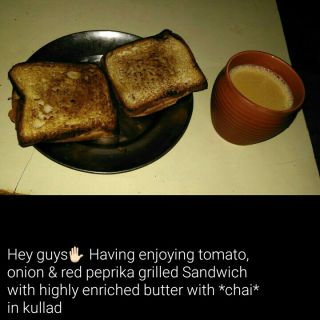 Hey guys✋🏻 Having enjoying tomato,
onion & red peprika grilled Sandwich
with highly enriched butter with *chai*
in kullad